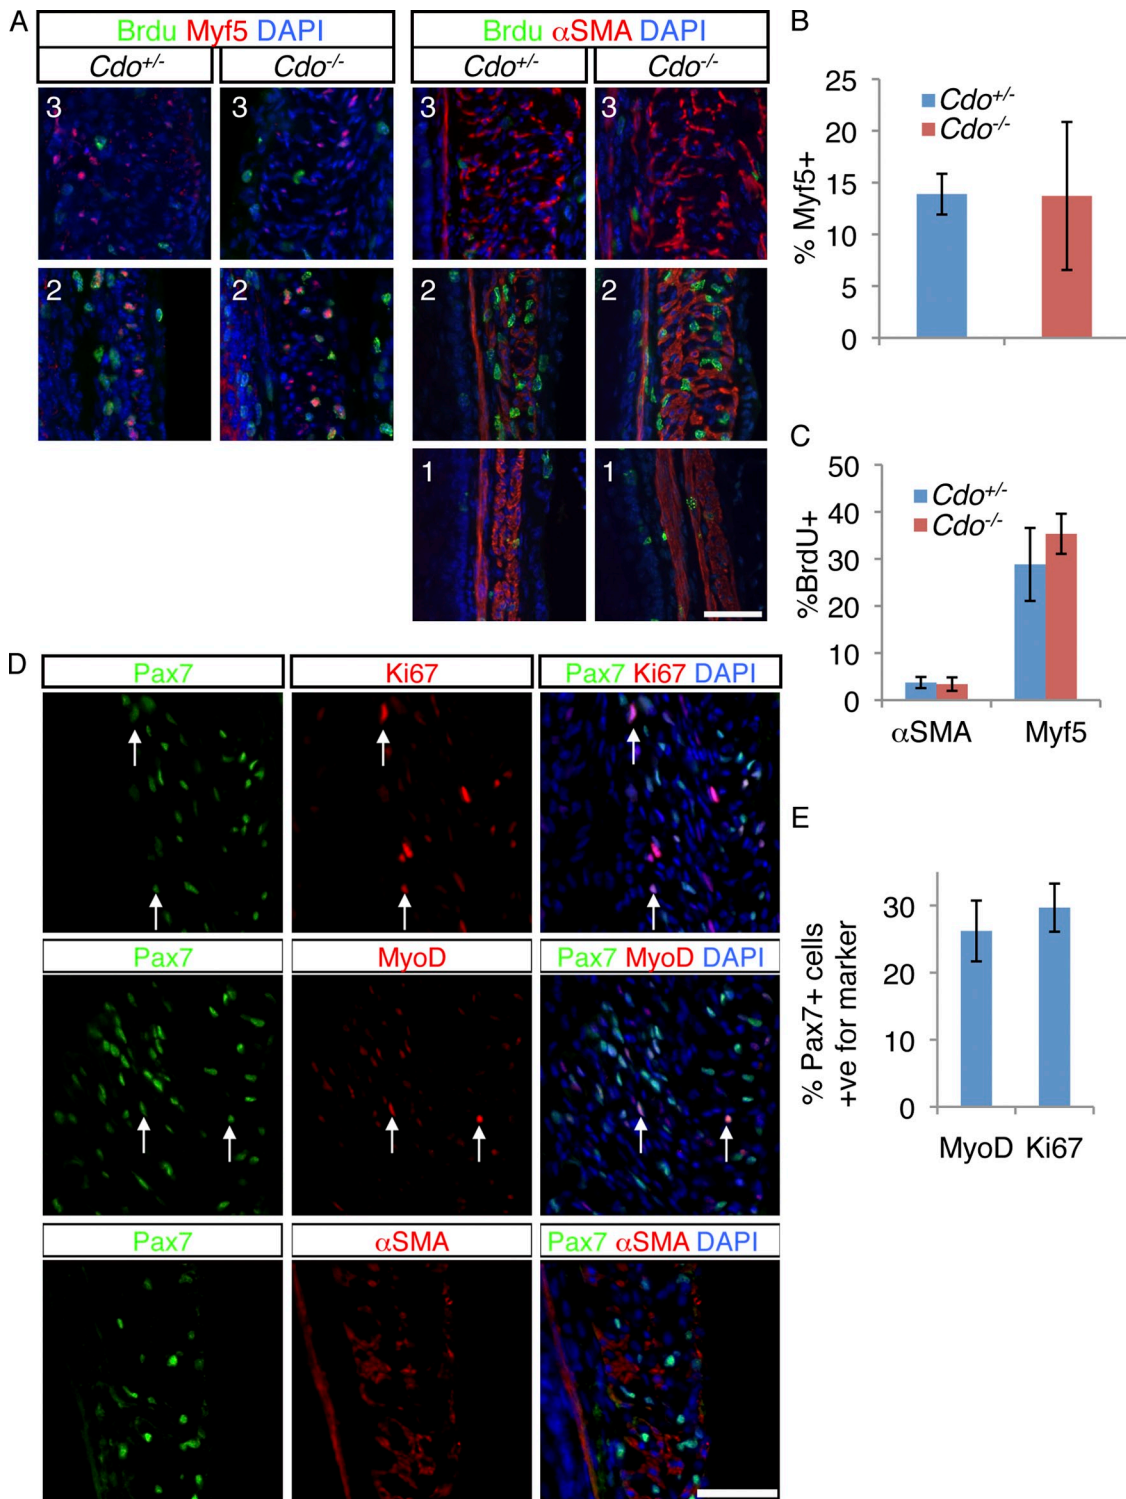 A
Brdu Myf5 DAPI
Cdo+/- Cdo-/-
3 3
2 2
Brdu αSMA DAPI
Cdo+/- Cdo-/-
3 3
2 2
1 1
B
% Myf5+
25
20
15
10
5
0
Cdo+/-
Cdo-/-
C
%BrdU+
50
40
30
20
10
0
Cdo+/-
Cdo-/-
αSMA Myf5
D
Pax7 Ki67 Pax7 Ki67 DAPI
Pax7 MyoD Pax7 MyoD DAPI
Pax7 αSMA Pax7 αSMA DAPI
E
% Pax7+ cells
+ve for marker
30
20
10
0
MyoD Ki67